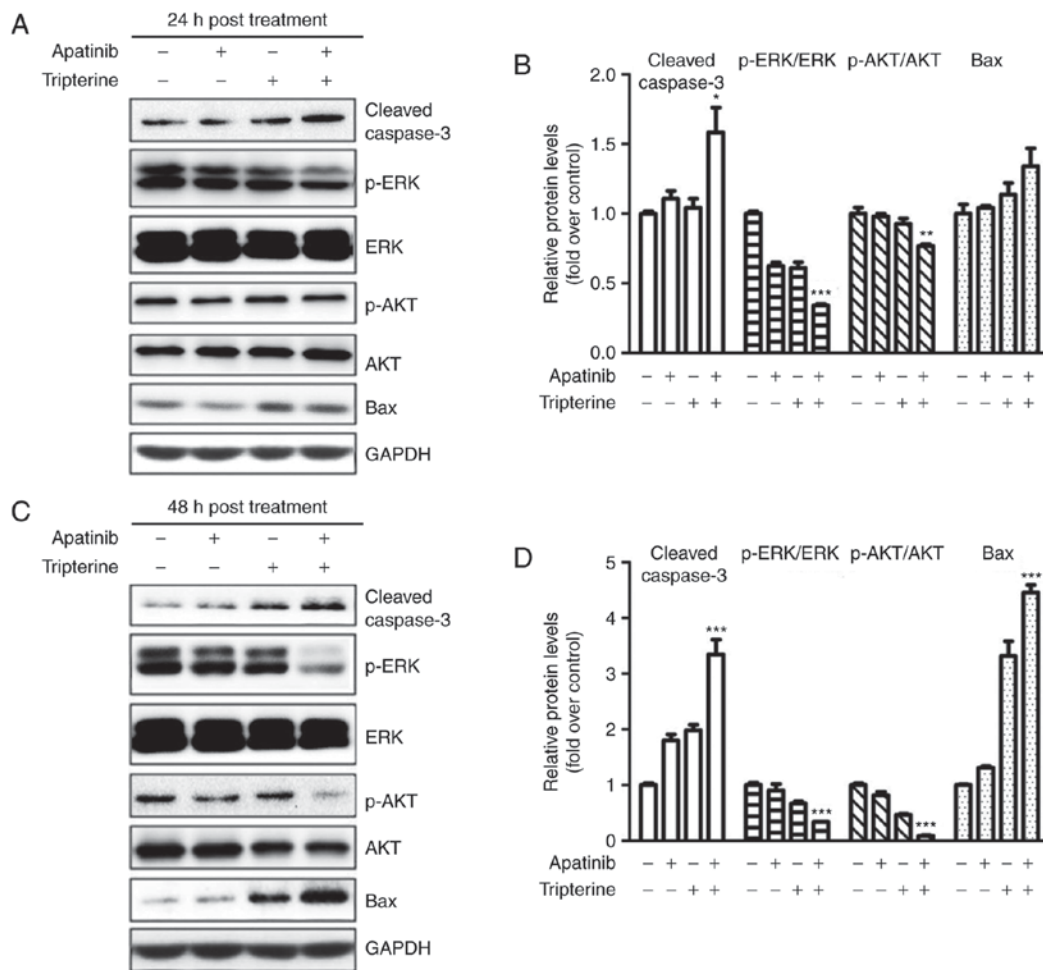 A
24 h post treatment
Apatinib – + – +
Tripterine – – + +
Cleaved
caspase-3
p-ERK
ERK
p-AKT
AKT
Bax
GAPDH
B
Cleaved
caspase-3
p-ERK/ERK
p-AKT/AKT
Bax
Relative protein levels
(fold over control)
2.0
1.5
1.0
0.5
0.0
*
***
**
Apatinib – + – + – + – + – + – + – + – +
Tripterine – – + + – – + + – – + + – – + +
C
48 h post treatment
Apatinib – + – +
Tripterine – – + +
Cleaved
caspase-3
p-ERK
ERK
p-AKT
AKT
Bax
GAPDH
D
Cleaved
caspase-3
p-ERK/ERK
p-AKT/AKT
Bax
Relative protein levels
(fold over control)
5
4
3
2
1
0
***
***
***
***
Apatinib – + – + – + – + – + – + – + – +
Tripterine – – + + – – + + – – + + – – + +